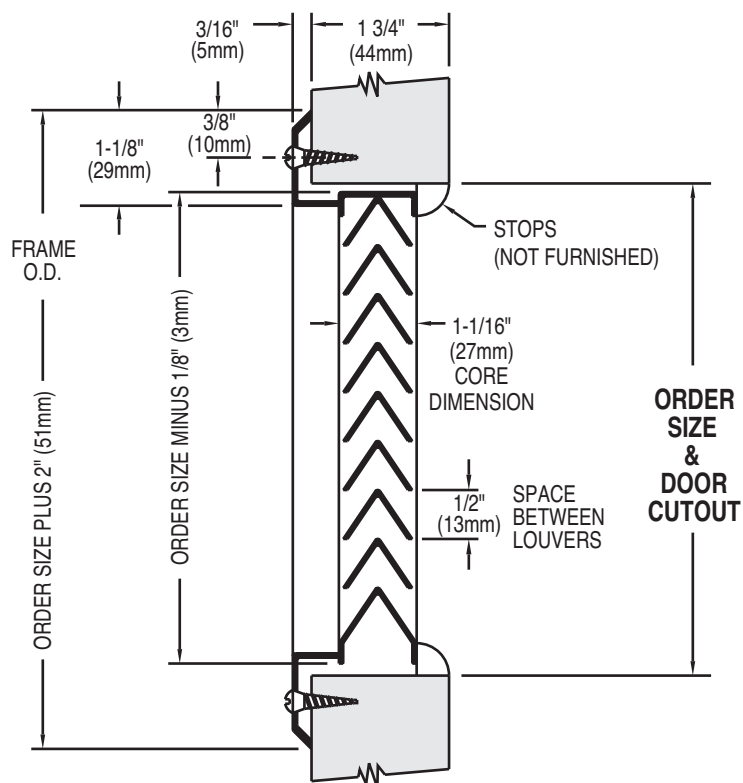 3/16"
(5mm)
1 3/4"
(44mm)
3/8"
(10mm)
1-1/8"
(29mm)
FRAME
O.D.
STOPS
(NOT FURNISHED)
ORDER SIZE PLUS 2" (51mm)
ORDER SIZE MINUS 1/8" (3mm)
1-1/16"
(27mm)
CORE
DIMENSION
ORDER
SIZE
&
DOOR
CUTOUT
1/2"
(13mm)
SPACE
BETWEEN
LOUVERS